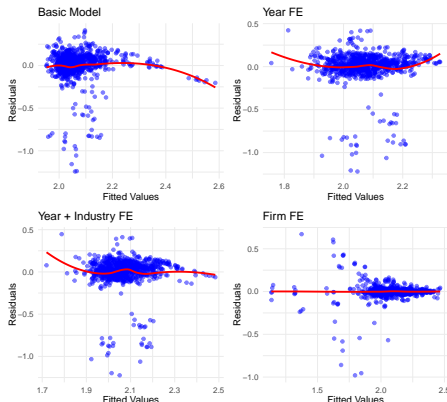 Basic Model
Year FE
Residuals
0.0
−0.5
−1.0
2.0 2.2 2.4 2.6
Fitted Values
Residuals
0.5
0.0
−0.5
−1.0
1.8 2.0 2.2
Fitted Values
Year + Industry FE
Firm FE
Residuals
0.5
0.0
−0.5
−1.0
1.7 1.9 2.1 2.3 2.5
Fitted Values
Residuals
0.5
0.0
−0.5
−1.0
1.5 2.0 2.5
Fitted Values